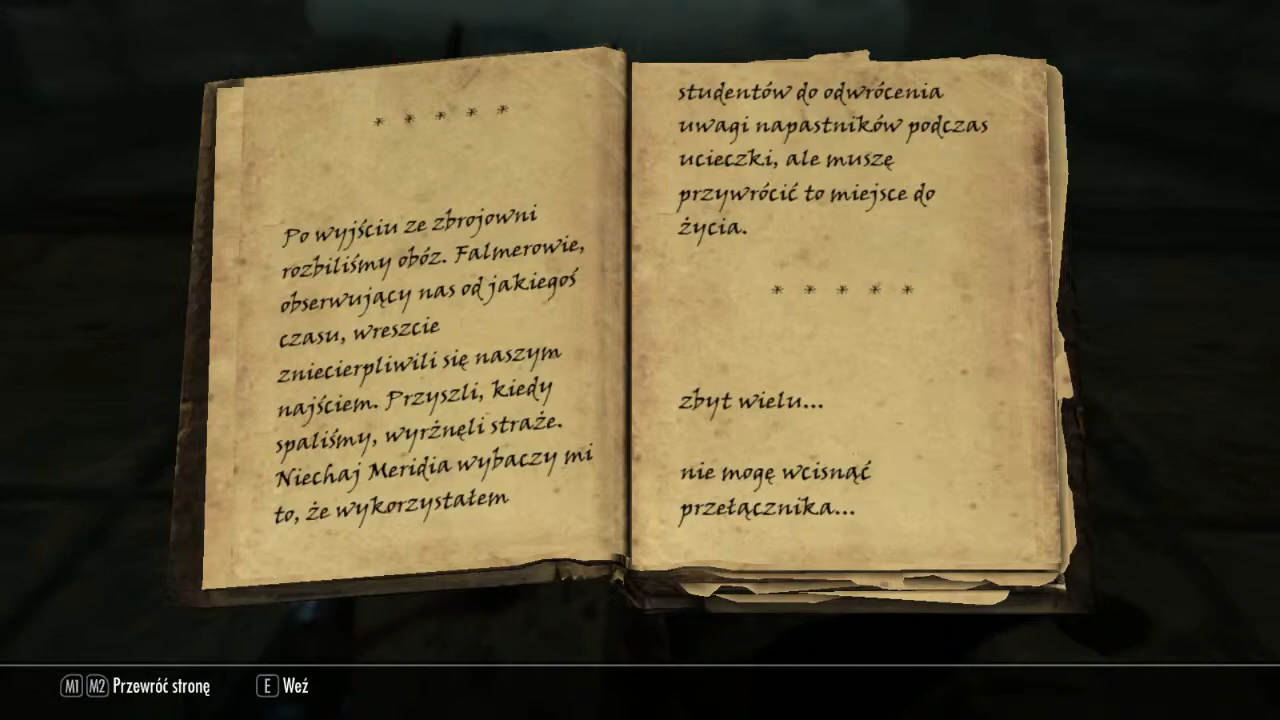 * * * * *
Po wyjściu ze zbrojowni
rozbiliśmy obóz. Falmerowie,
obserwujący nas od jakiegoś
czasu, wreszcie
zniecierpliwili się naszym
najściem. Przyszli, kiedy
spaliśmy, wyrżnęli straże.
Niechaj Meridia wybaczy mi
to, że wykorzystałem
studentów do odwrócenia
uwagi napastników podczas
ucieczki, ale muszę
przywrócić to miejsce do
życia.
* * * * *
zbyt wielu...
nie mogę wcisnąć
przełącznika...
M1 M2 Przewróć stronę E Weź